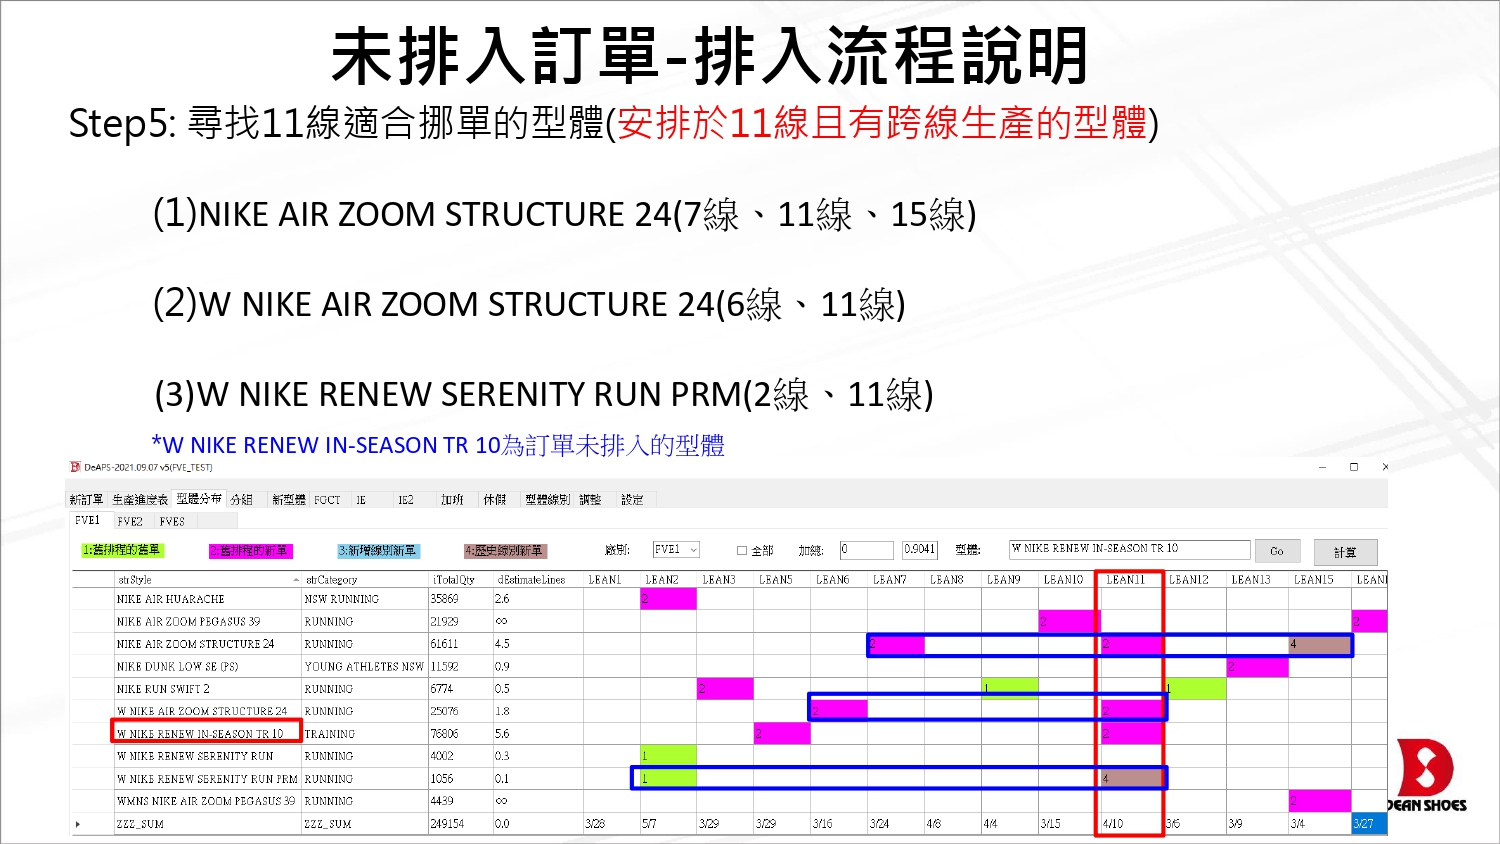 未排入訂單-排入流程說明
Step5: 尋找11線適合挪單的型體(安排於11線且有跨線生產的型體)
(1)NIKE AIR ZOOM STRUCTURE 24(7線、11線、15線)
(2)W NIKE AIR ZOOM STRUCTURE 24(6線、11線)
(3)W NIKE RENEW SERENITY RUN PRM(2線、11線)
*W NIKE RENEW IN-SEASON TR 10為訂單未排入的型體
DeAPS-2021.09.07 v5(FVE_TEST)
新訂單 生產進度表 型體分布 分組 新型體 FGCT IE IE2 加班 休假 型體線別 調整 設定
FVE1 FVE2 FVES
1:舊排程的舊單 2:舊排程的新單 3:新增線別新單 4:歷史線別新單 廠別: FVE1 全部 加總: 0 0.9041 型體: W NIKE RENEW IN-SEASON TR 10 Go 計算
strStyle strCategory iTotalQty dEstimateLines LEAN1 LEAN2 LEAN3 LEAN5 LEAN6 LEAN7 LEAN8 LEAN9 LEAN10 LEAN11 LEAN12 LEAN13 LEAN15 LEAN1
NIKE AIR HUARACHE NSW RUNNING 35869 2.6 2
NIKE AIR ZOOM PEGASUS 39 RUNNING 21929 ∞ 2 2
NIKE AIR ZOOM STRUCTURE 24 RUNNING 61611 4.5 2 2 4
NIKE DUNK LOW SE (PS) YOUNG ATHLETES NSW 11592 0.9 2
NIKE RUN SWIFT 2 RUNNING 6774 0.5 2 1 1
W NIKE AIR ZOOM STRUCTURE 24 RUNNING 25076 1.8 2 2
W NIKE RENEW IN-SEASON TR 10 TRAINING 76806 5.6 2 2
W NIKE RENEW SERENITY RUN RUNNING 4002 0.3 1
W NIKE RENEW SERENITY RUN PRM RUNNING 1056 0.1 1 4
WMNS NIKE AIR ZOOM PEGASUS 39 RUNNING 4439 ∞ 2
ZZZ_SUM ZZZ_SUM 249154 0.0 3/28 5/7 3/29 3/29 3/16 3/24 4/8 4/4 3/15 4/10 3/6 3/9 3/4 3/27
DEAN SHOES